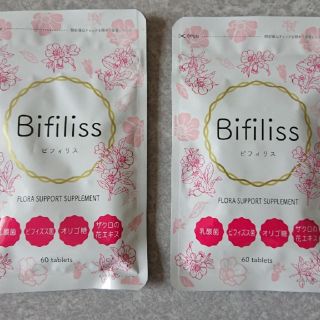 Bifiliss
ビフィリス
FLORA SUPPORT SUPPLEMENT
乳酸菌
ビフィズス菌
オリゴ糖
ザクロの
花エキス
60 tablets
Bifiliss
ビフィリス
FLORA SUPPORT SUPPLEMENT
乳酸菌
ビフィズス菌
オリゴ糖
ザクロの
花エキス
60 tablets